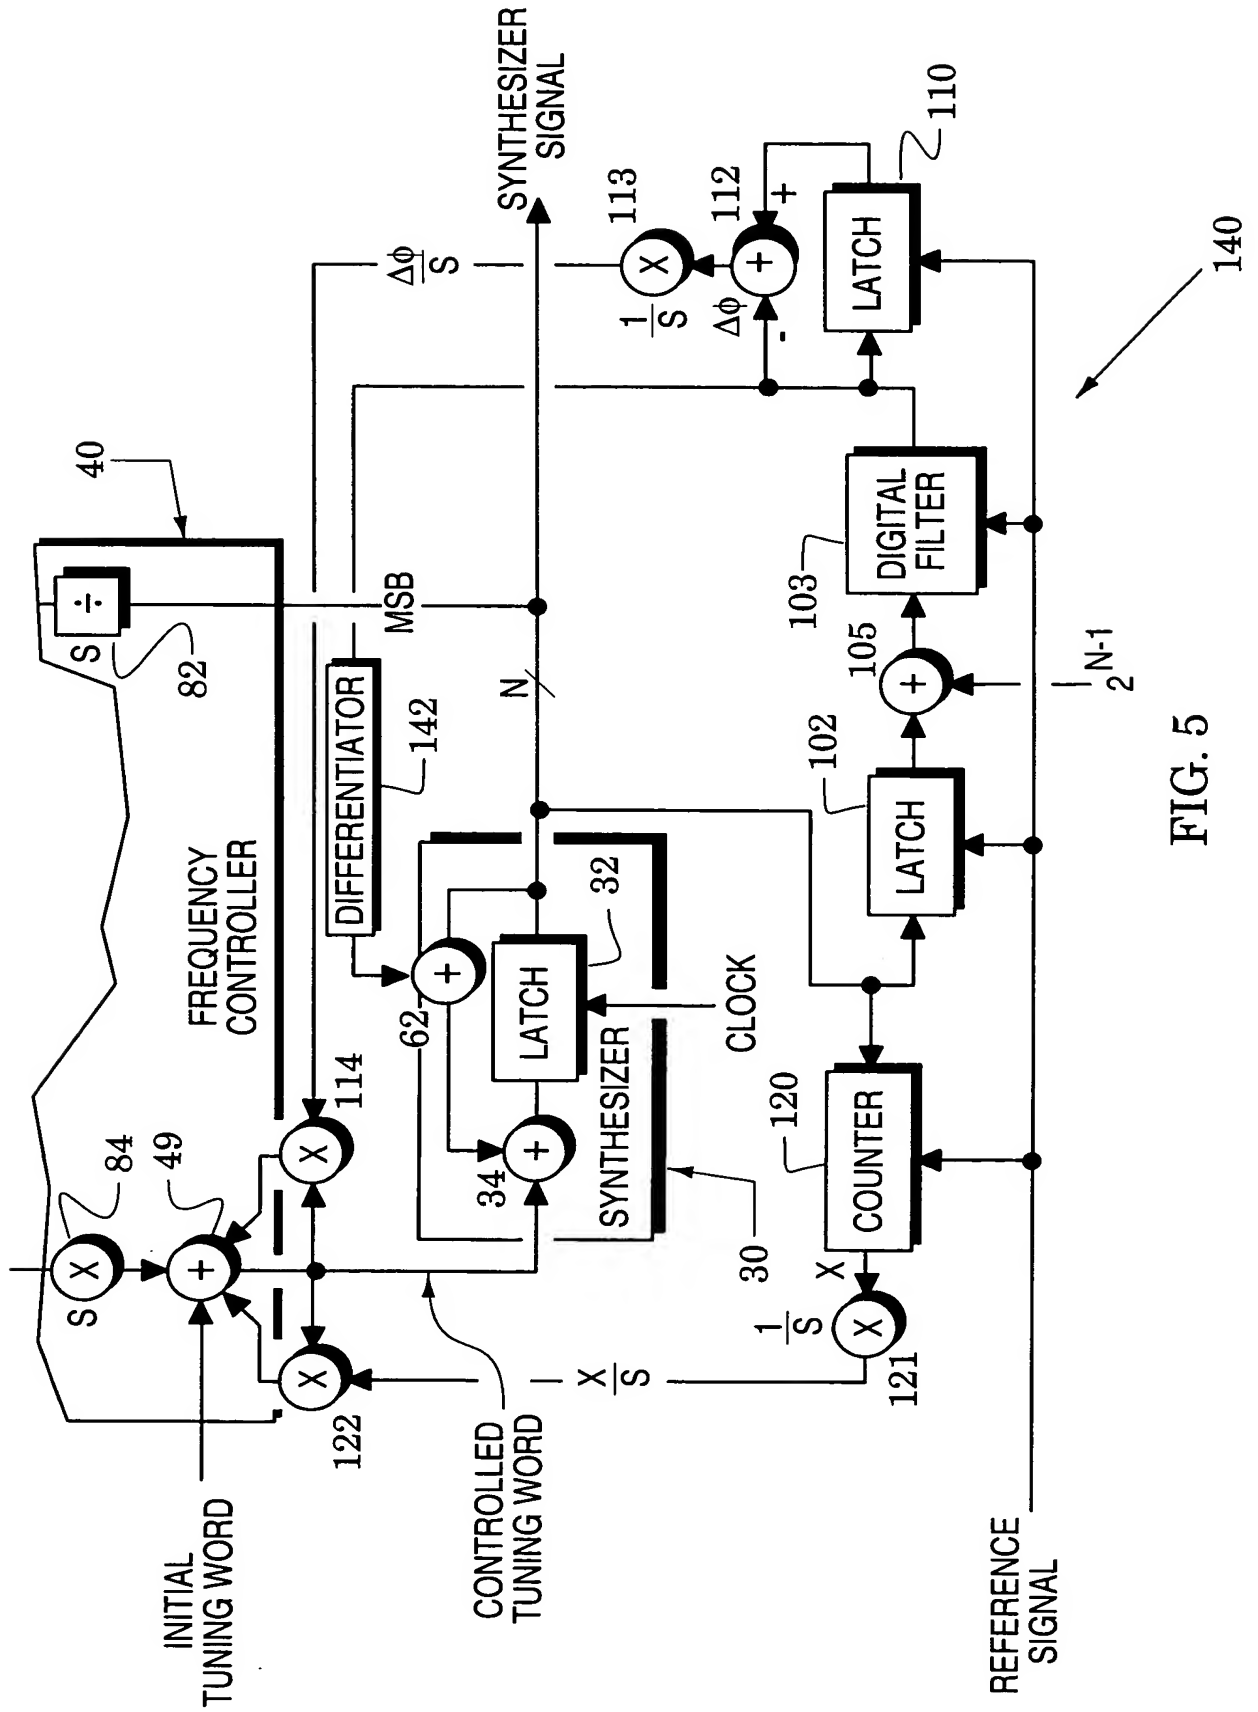 SYNTHESIZER
SIGNAL
40
S
÷
82
FREQUENCY
CONTROLLER
84
X
S
49
+
INITIAL
TUNING WORD
114
X
122
X
Δφ
S
MSB
DIFFERENTIATOR
142
N
62
+
LATCH
32
34
+
SYNTHESIZER
30
CLOCK
CONTROLLED
TUNING WORD
X
S
1
S
X
121
X
COUNTER
120
LATCH
102
+
105
2N-1
DIGITAL
FILTER
103
LATCH
110
+
-
+
112
Δφ
1
S
X
113
REFERENCE
SIGNAL
140
FIG. 5